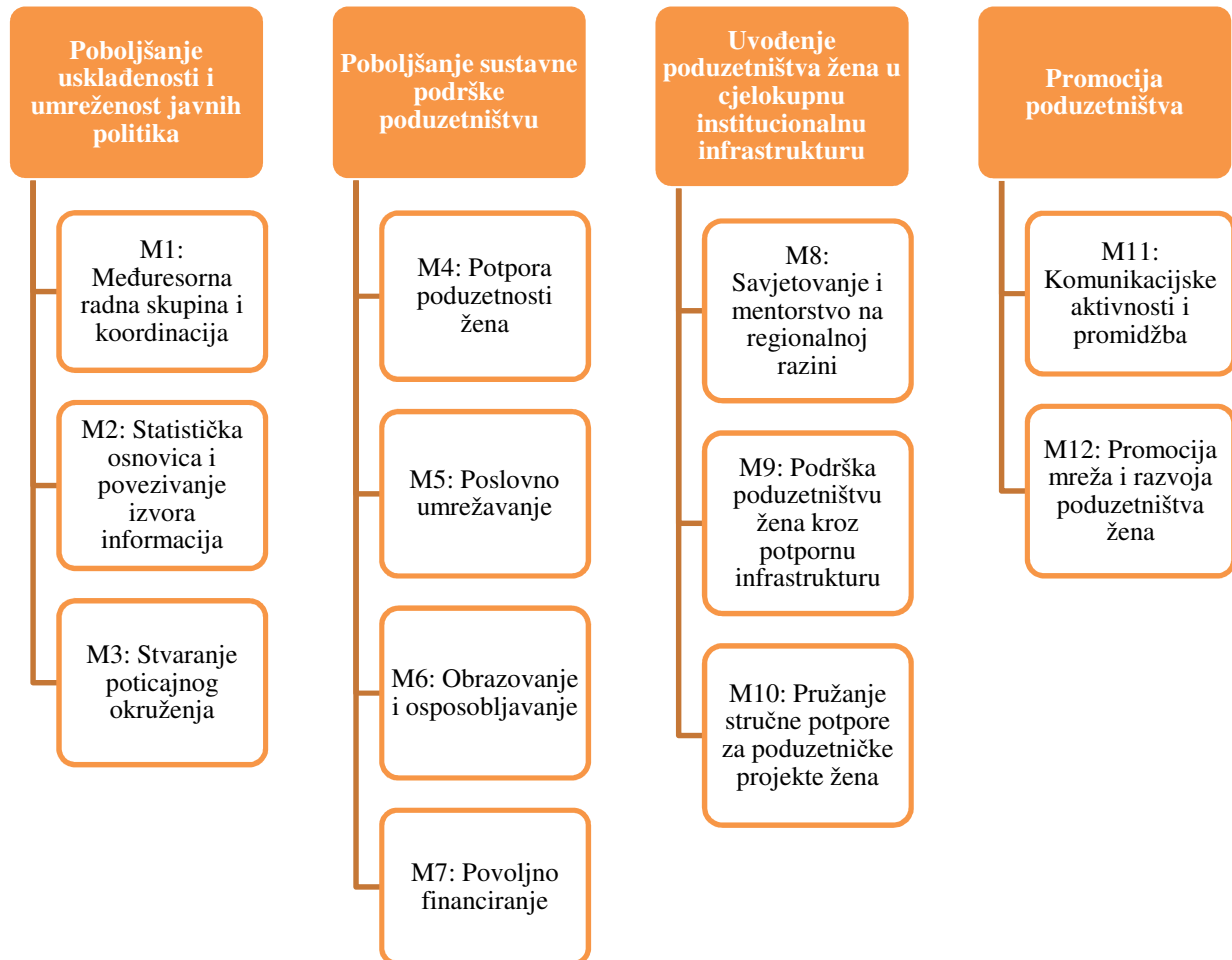 Poboljšanje
usklađenosti i
umreženost javnih
politika
M1:
Međuresorna
radna skupina i
koordinacija
M2: Statistička
osnovica i
povezivanje
izvora
informacija
M3: Stvaranje
poticajnog
okruženja
Poboljšanje sustavne
podrške
poduzetništvu
M4: Potpora
poduzetnosti
žena
M5: Poslovno
umrežavanje
M6: Obrazovanje
i osposobljavanje
M7: Povoljno
financiranje
Uvođenje
poduzetništva žena u
cjelokupnu
institucionalnu
infrastrukturu
M8:
Savjetovanje i
mentorstvo na
regionalnoj
razini
M9: Podrška
poduzetništvu
žena kroz
potpornu
infrastrukturu
M10: Pružanje
stručne potpore
za poduzetničke
projekte žena
Promocija
poduzetništva
M11:
Komunikacijske
aktivnosti i
promidžba
M12: Promocija
mreža i razvoja
poduzetništva
žena